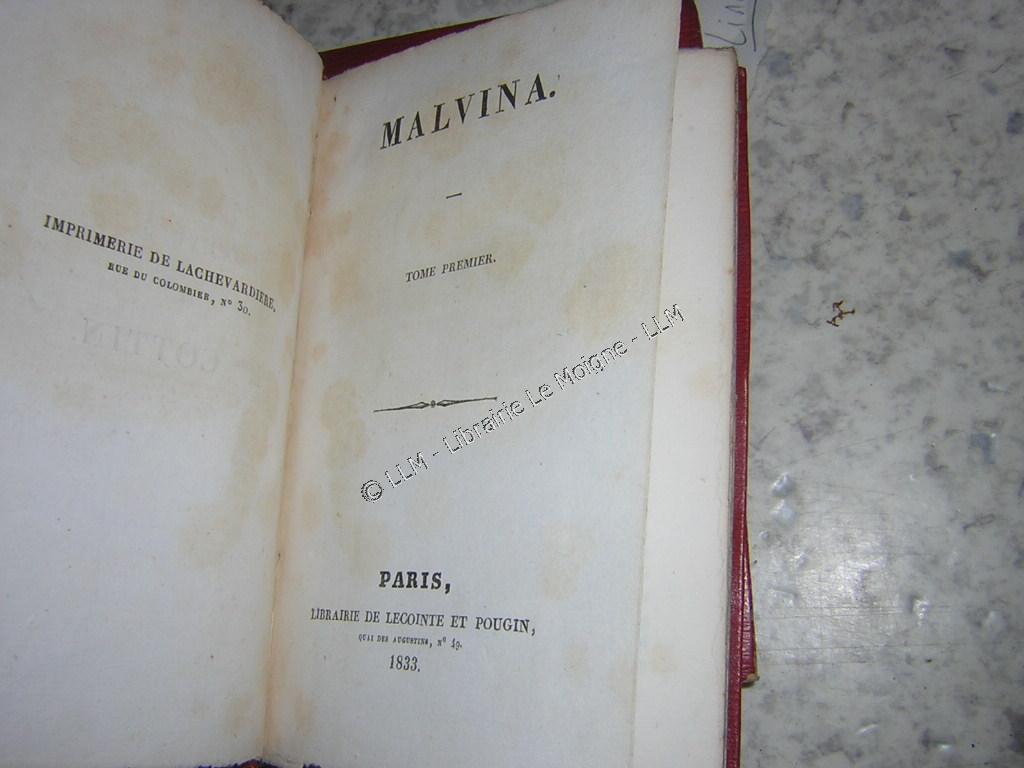 IMPRIMERIE DE LACHEVARDIERE,
RUE DU COLOMBIER, N° 30.
COTTIN
MALVINA.
TOME PREMIER.
PARIS,
LIBRAIRIE DE LECOINTE ET POUGIN,
QUAI DES AUGUSTINS, N° 49.
1833.
© LLM - Librairie Le Moigne - LLM